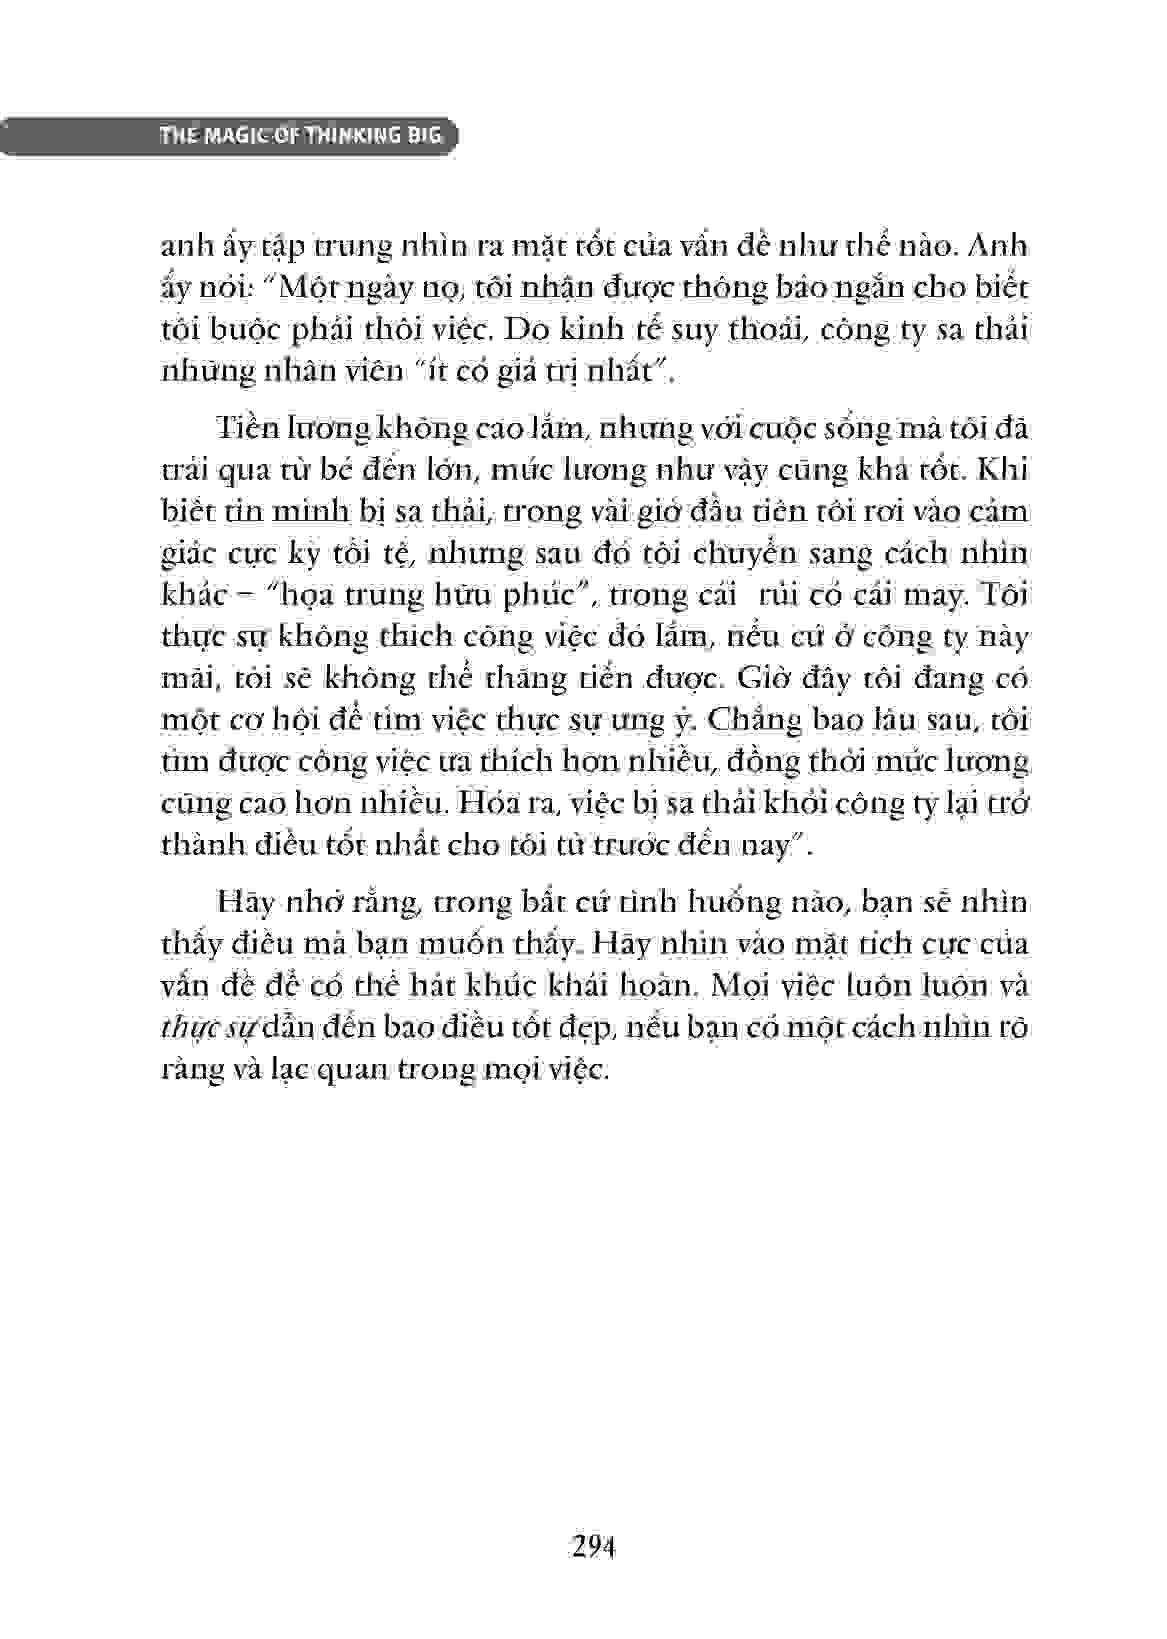 THE MAGIC OF THINKING BIG
anh ấy tập trung nhìn ra mặt tốt của vấn đề như thế nào. Anh
ấy nói: “Một ngày nọ, tôi nhận được thông báo ngắn cho biết
tôi buộc phải thôi việc. Do kinh tế suy thoái, công ty sa thải
những nhân viên “ít có giá trị nhất”.
Tiền lương không cao lắm, nhưng với cuộc sống mà tôi đã
trải qua từ bé đến lớn, mức lương như vậy cũng khá tốt. Khi
biết tin mình bị sa thải, trong vài giờ đầu tiên tôi rơi vào cảm
giác cực kỳ tồi tệ, nhưng sau đó tôi chuyển sang cách nhìn
khác – “họa trung hữu phúc”, trong cái rủi có cái may. Tôi
thực sự không thích công việc đó lắm, nếu cứ ở công ty này
mãi, tôi sẽ không thể thăng tiến được. Giờ đây tôi đang có
một cơ hội để tìm việc thực sự ưng ý. Chẳng bao lâu sau, tôi
tìm được công việc ưa thích hơn nhiều, đồng thời mức lương
cũng cao hơn nhiều. Hóa ra, việc bị sa thải khỏi công ty lại trở
thành điều tốt nhất cho tôi từ trước đến nay”.
Hãy nhớ rằng, trong bất cứ tình huống nào, bạn sẽ nhìn
thấy điều mà bạn muốn thấy. Hãy nhìn vào mặt tích cực của
vấn đề để có thể hát khúc khải hoàn. Mọi việc luôn luôn và
thực sự dẫn đến bao điều tốt đẹp, nếu bạn có một cách nhìn rõ
ràng và lạc quan trong mọi việc.
294